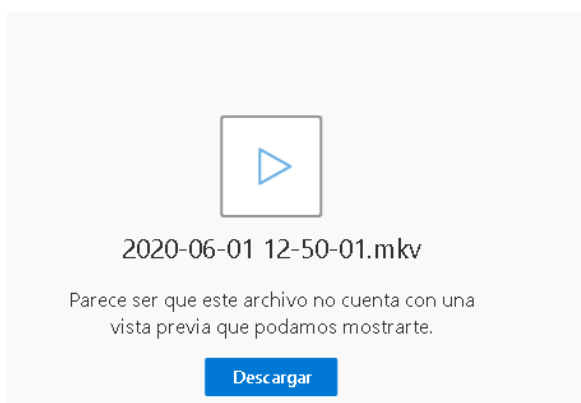 2020-06-01 12-50-01.mkv
Parece ser que este archivo no cuenta con una
vista previa que podamos mostrarte.
Descargar